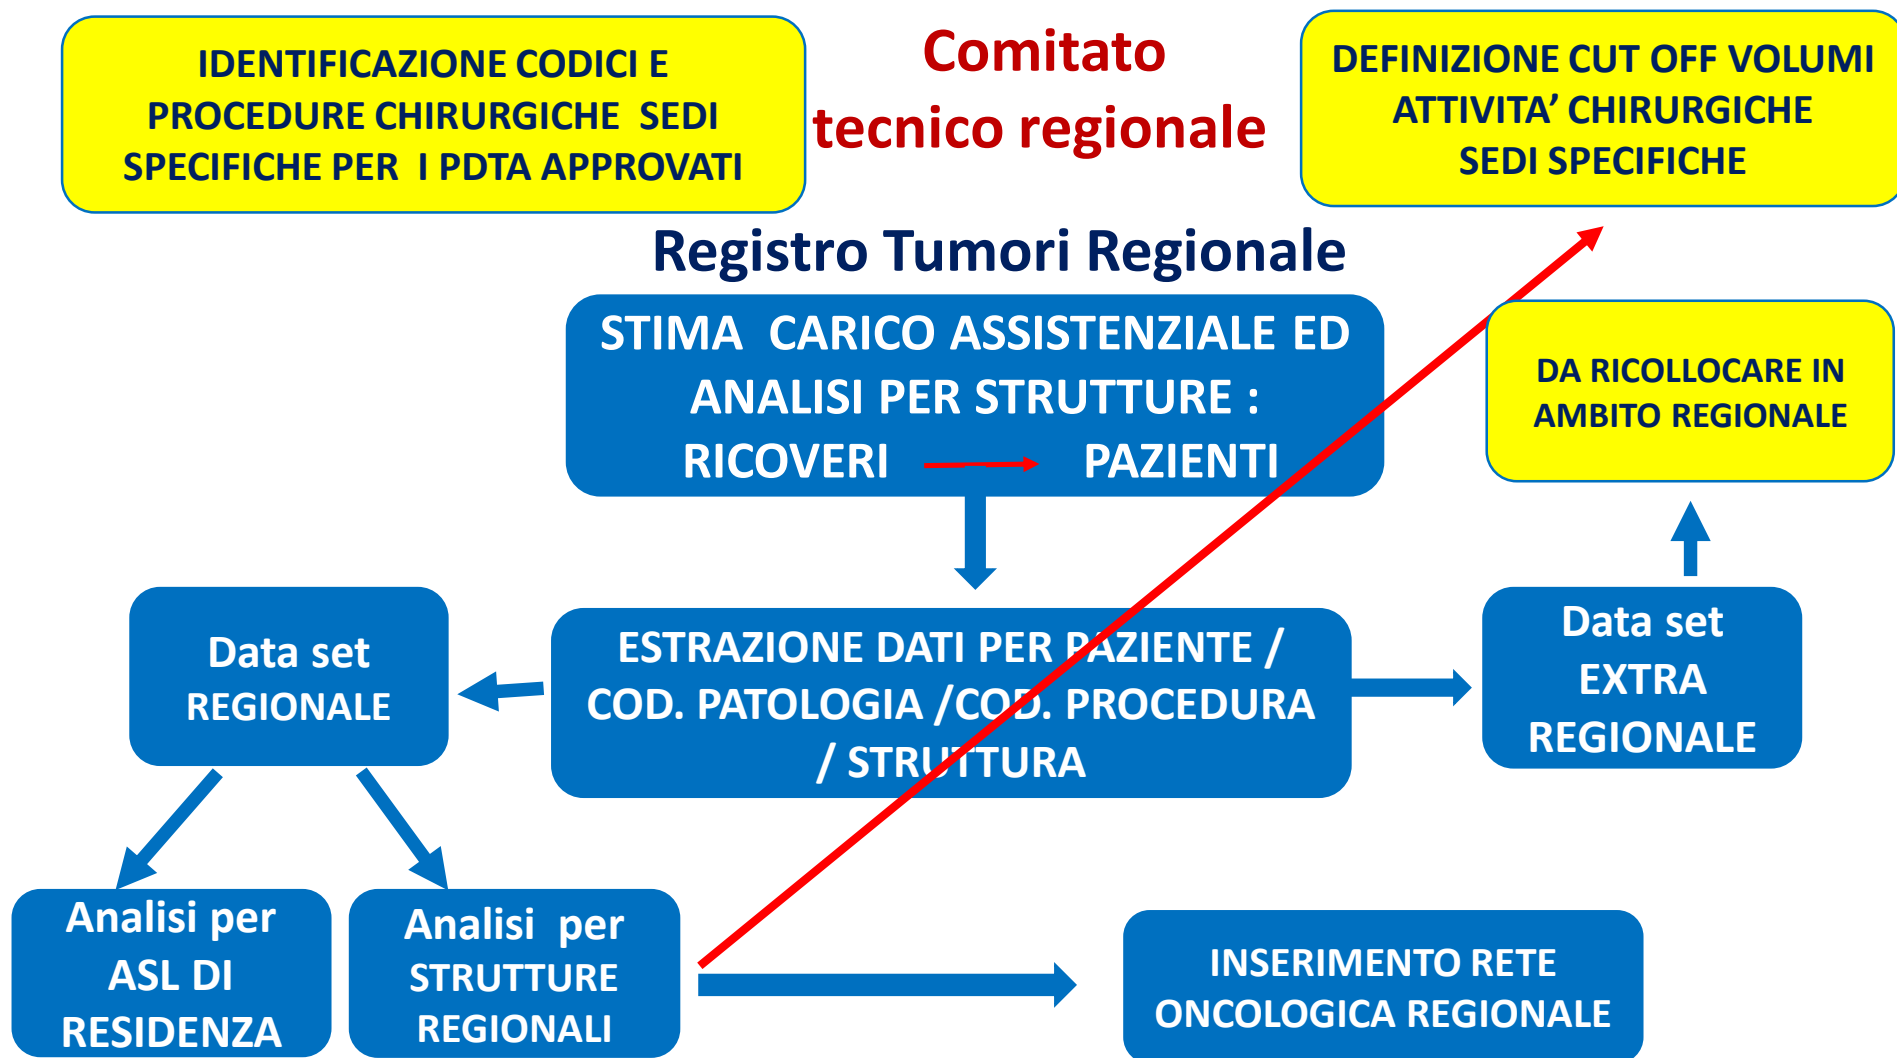 IDENTIFICAZIONE CODICI E
PROCEDURE CHIRURGICHE SEDI
SPECIFICHE PER I PDTA APPROVATI
Comitato
tecnico regionale
DEFINIZIONE CUT OFF VOLUMI
ATTIVITA’ CHIRURGICHE
SEDI SPECIFICHE
Registro Tumori Regionale
STIMA CARICO ASSISTENZIALE ED
ANALISI PER STRUTTURE :
RICOVERI PAZIENTI
DA RICOLLOCARE IN
AMBITO REGIONALE
Data set
REGIONALE
ESTRAZIONE DATI PER PAZIENTE /
COD. PATOLOGIA /COD. PROCEDURA
/ STRUTTURA
Data set
EXTRA
REGIONALE
Analisi per
ASL DI
RESIDENZA
Analisi per
STRUTTURE
REGIONALI
INSERIMENTO RETE
ONCOLOGICA REGIONALE